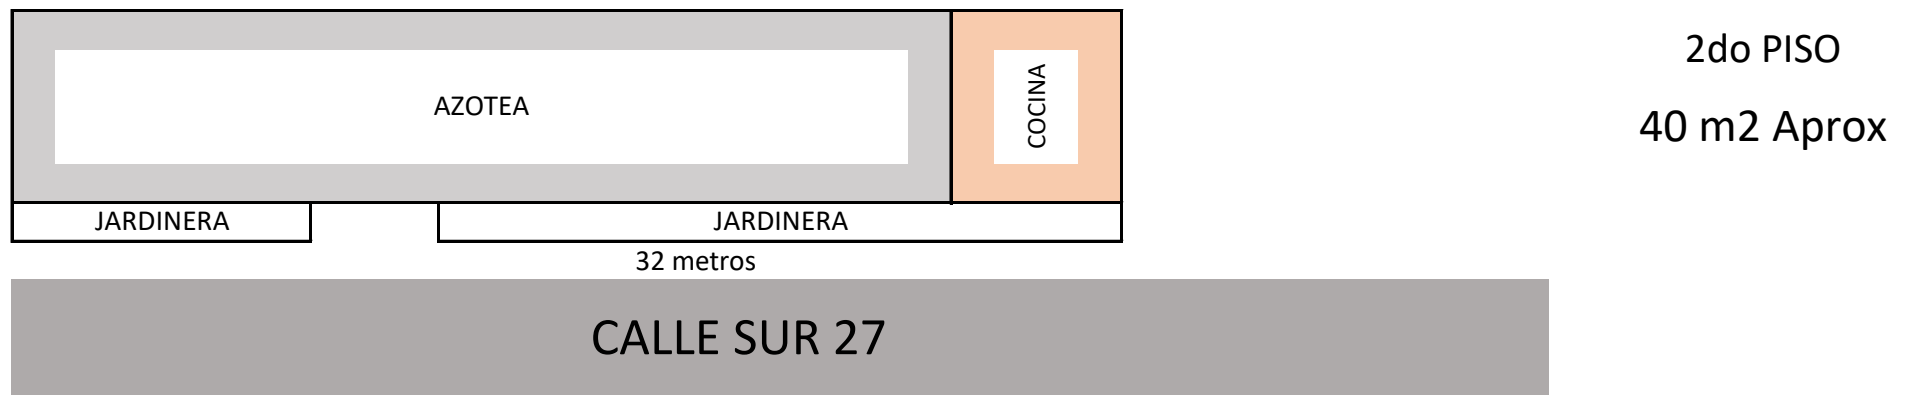 2do PISO
AZOTEA
COCINA
40 m2 Aprox
JARDINERA
JARDINERA
32 metros
CALLE SUR 27